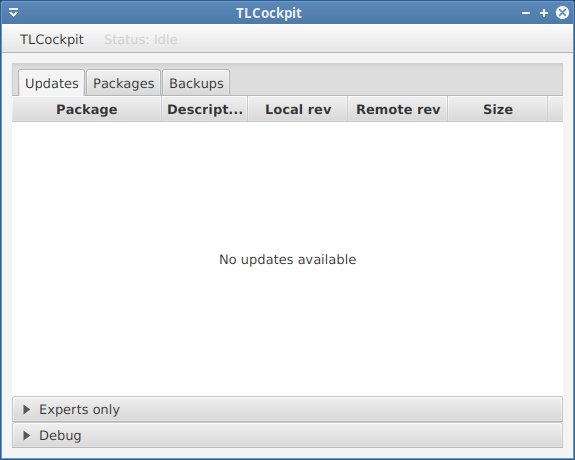 TLCockpit
TLCockpit Status: Idle
Updates Packages Backups
Package Descript... Local rev Remote rev Size
No updates available
Experts only
Debug